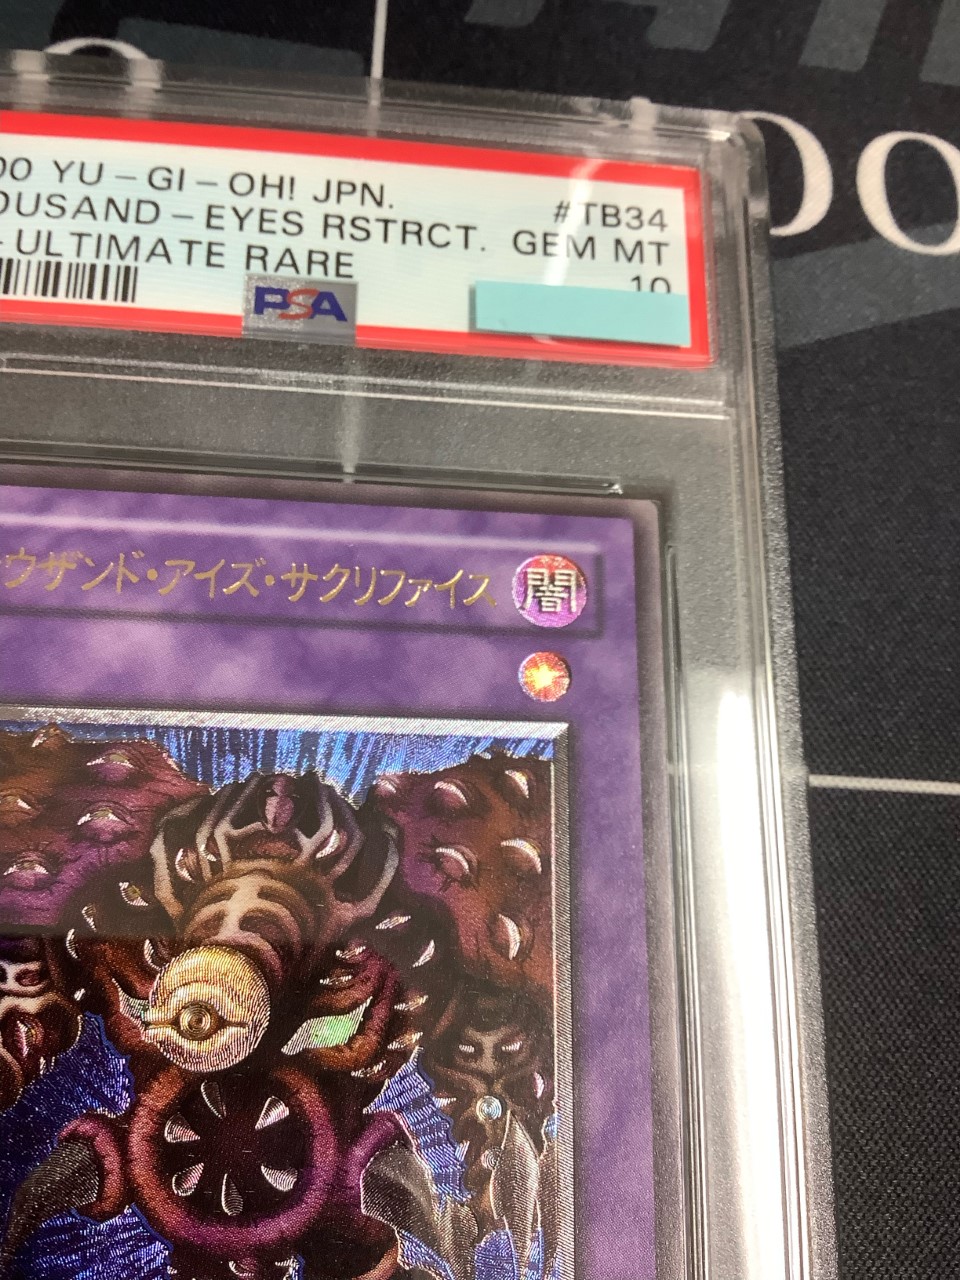 00 YU-GI-OH! JPN.
#TB34
OUSAND-EYES RSTRCT.
GEM MT
-ULTIMATE RARE
10
PSA
ウザンド・アイズ・サクリファイス
闇